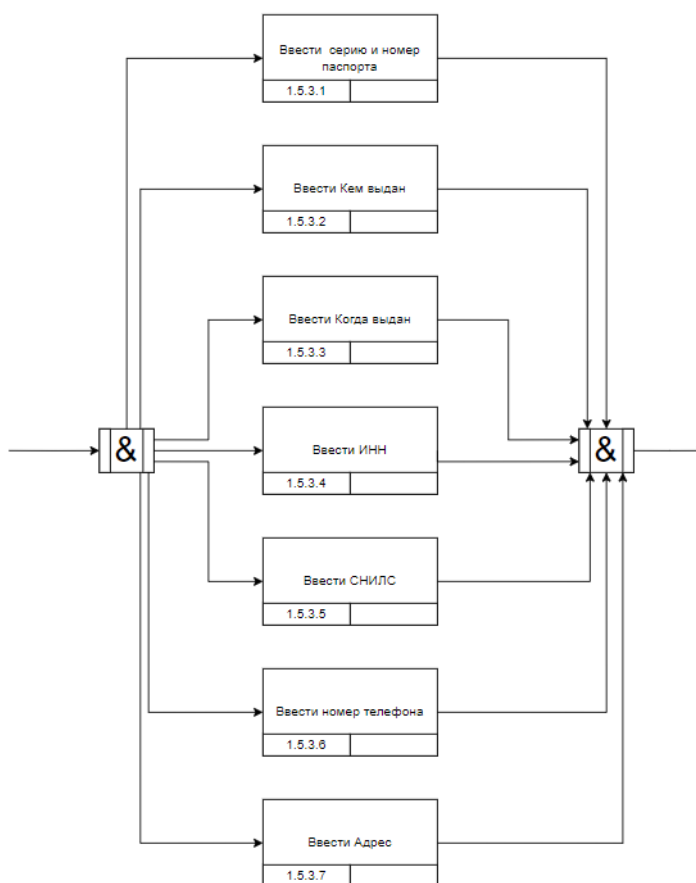 Ввести серию и номер
паспорта
1.5.3.1
Ввести Кем выдан
1.5.3.2
Ввести Когда выдан
1.5.3.3
&
Ввести ИНН
&
1.5.3.4
Ввести СНИЛС
1.5.3.5
Ввести номер телефона
1.5.3.6
Ввести Адрес
1.5.3.7